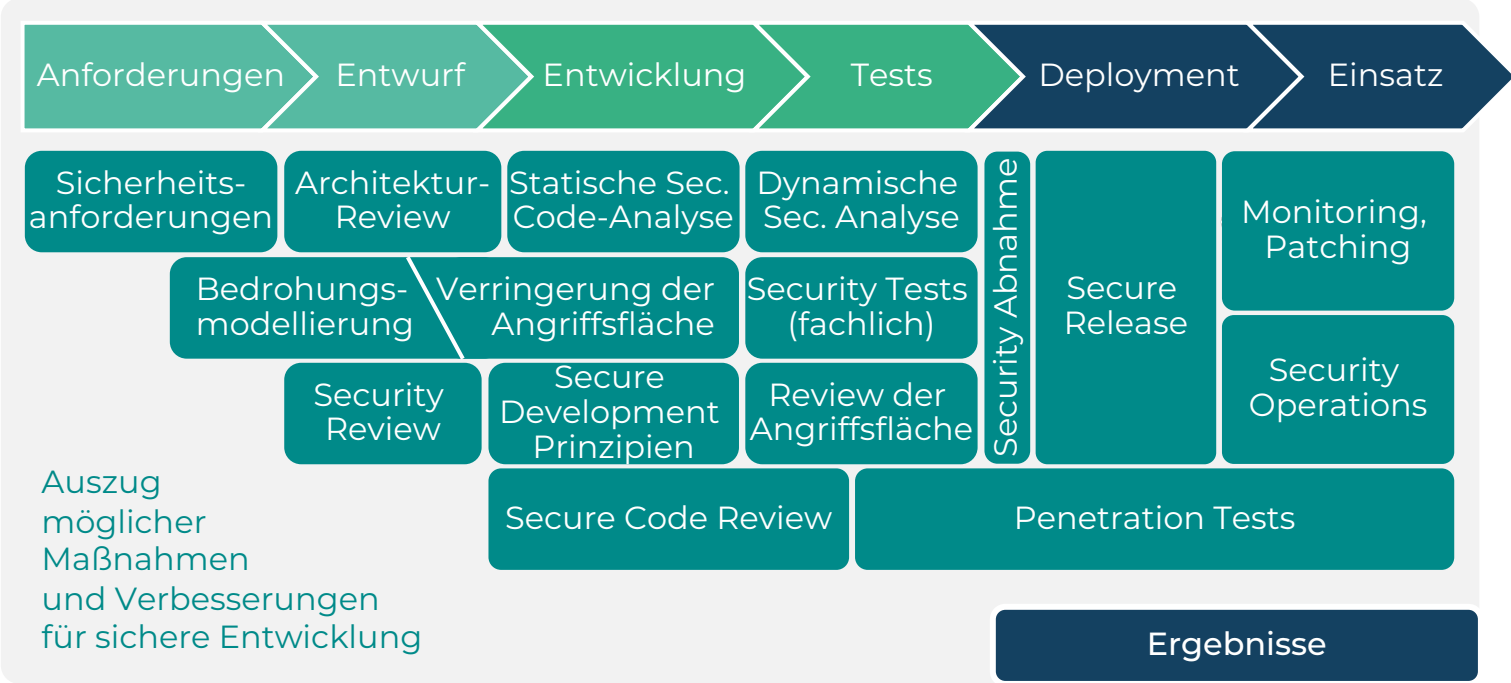 Anforderungen
Entwurf
Entwicklung
Tests
Deployment
Einsatz
Sicherheits-
anforderungen
Architektur-
Review
Statische Sec.
Code-Analyse
Dynamische
Sec. Analyse
Security Abnahme
Secure
Release
Monitoring,
Patching
Bedrohungs-
modellierung
Verringerung der
Angriffsfläche
Security Tests
(fachlich)
Security
Operations
Security
Review
Secure
Development
Prinzipien
Review der
Angriffsfläche
Secure Code Review
Penetration Tests
Auszug
möglicher
Maßnahmen
und Verbesserungen
für sichere Entwicklung
Ergebnisse